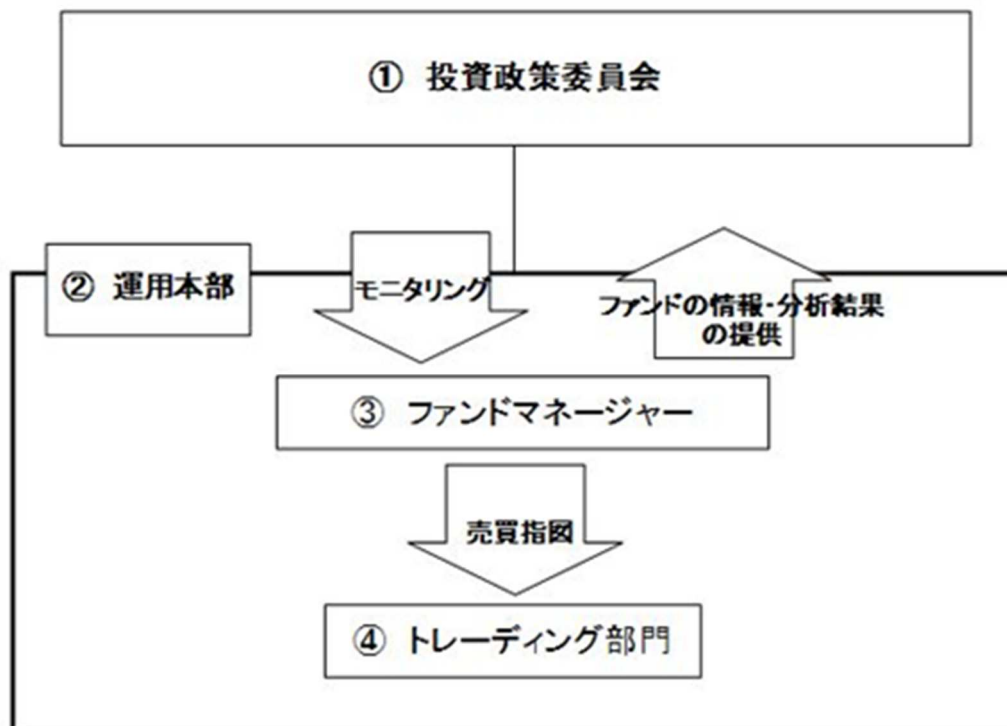 ① 投資政策委員会
② 運用本部
モニタリング
ファンドの情報・分析結果
の提供
③ ファンドマネージャー
売買指図
④ トレーディング部門